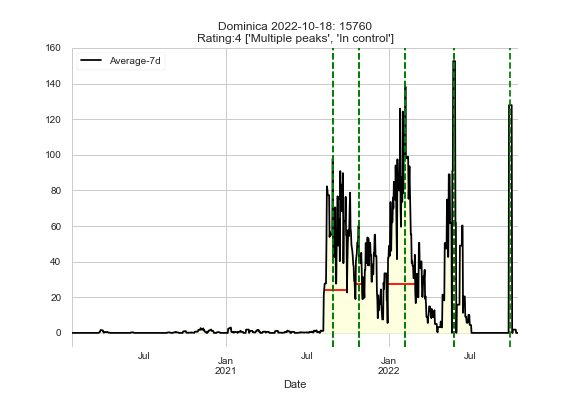 Dominica 2022-10-18: 15760
Rating:4 ['Multiple peaks', 'In control']
160
Average-7d
140
120
100
80
60
40
20
0
Jul
Jan
2021
Jul
Jan
2022
Jul
Date